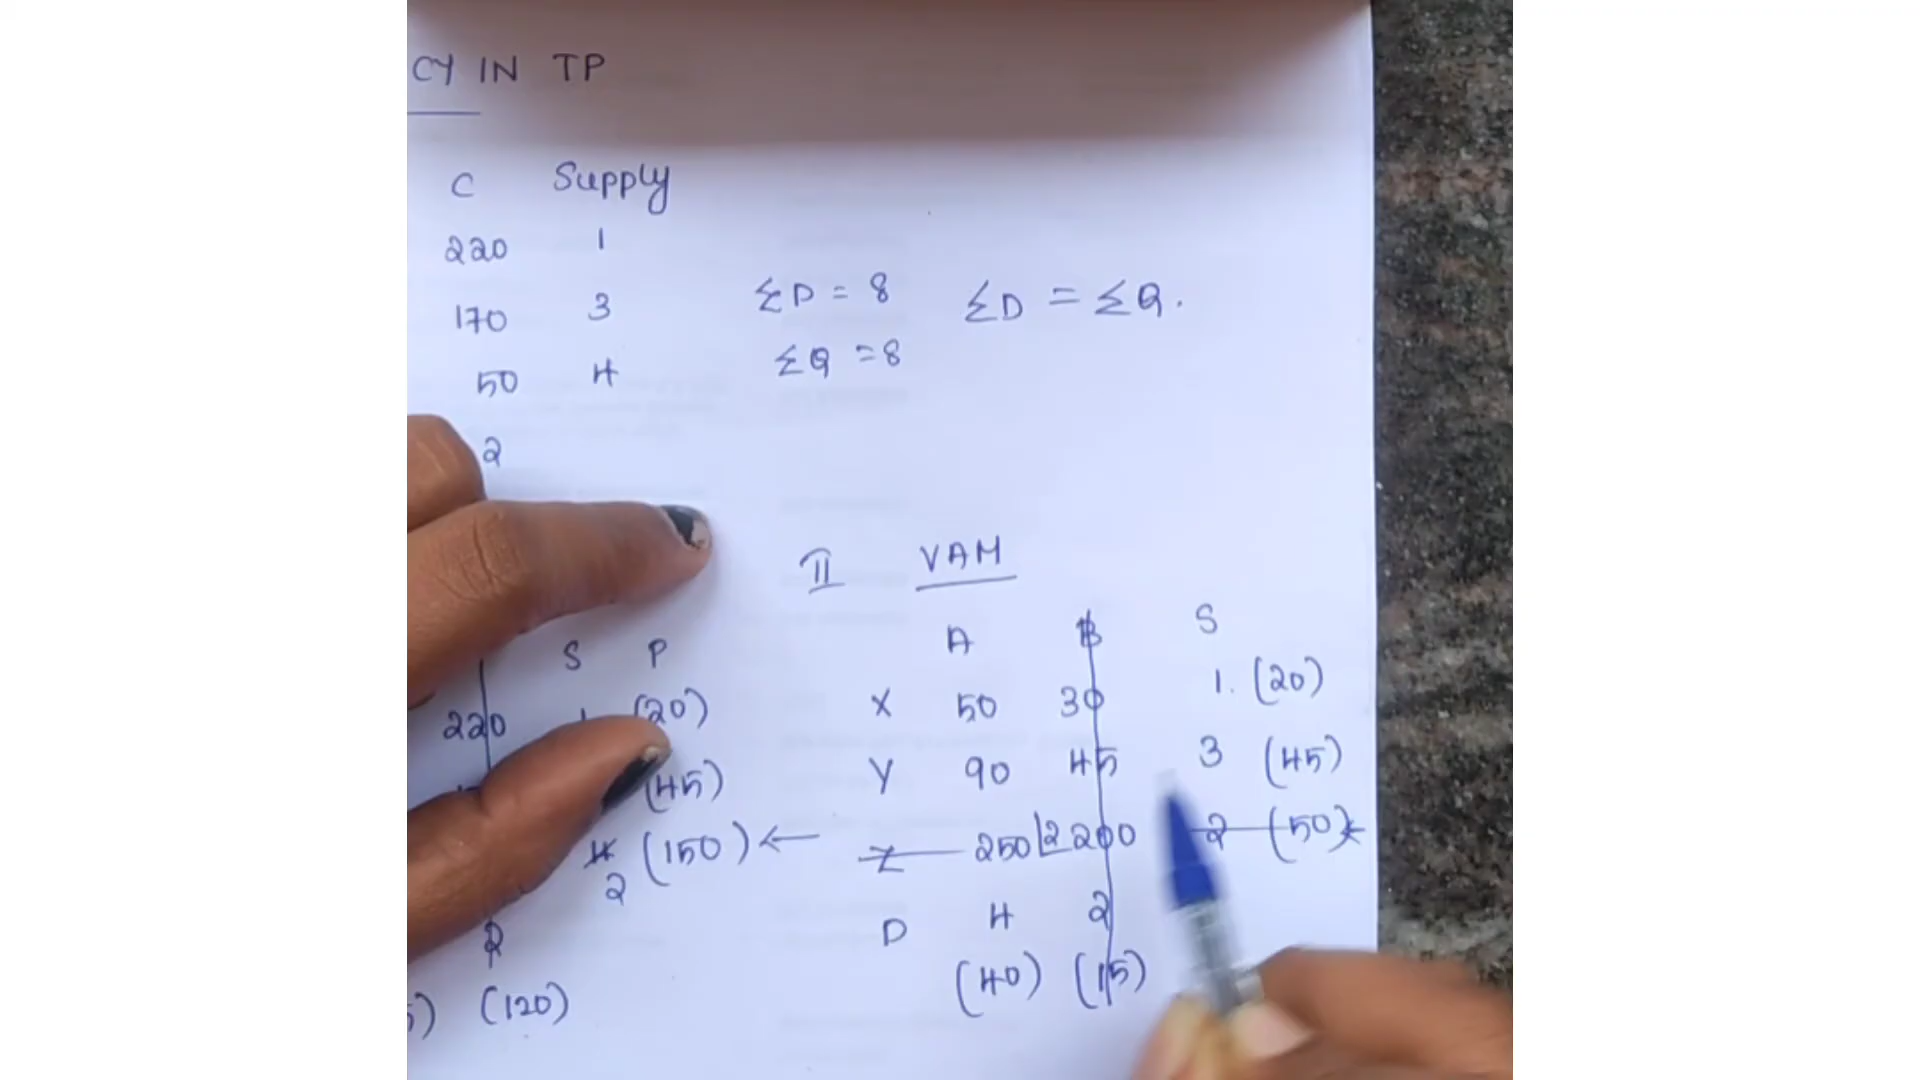 CY IN TP
C Supply
220 1
170 3 ΣD = 8 ΣD = ΣQ.
50 4 ΣQ = 8
2
II VAM
S P A B S
220 (20) X 50 30 1. (20)
(45) Y 90 45 3 (45)
4 (150) ← Z 250 2 200 2 (50)
2 D 4 2
2 (40) (15)
) (120)